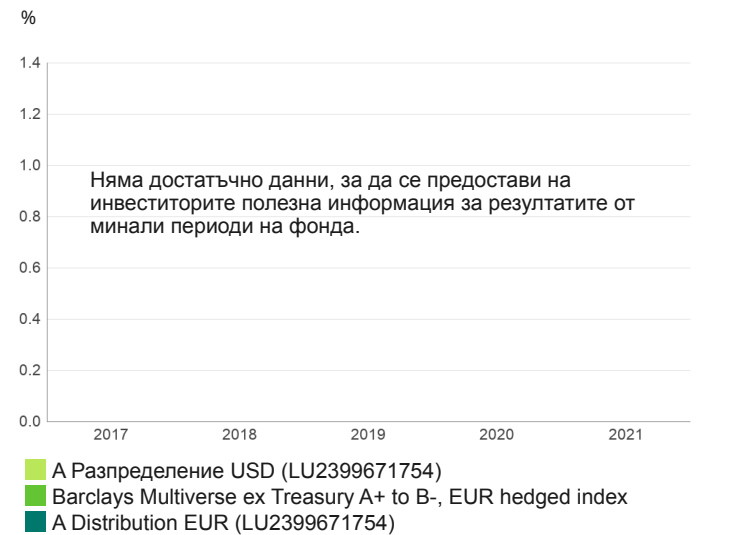 %
1.4
1.2
1.0
Няма достатъчно данни, за да се предостави на
инвеститорите полезна информация за резултатите от
минали периоди на фонда.
0.8
0.6
0.4
0.2
0.0
2017 2018 2019 2020 2021
А Разпределение USD (LU2399671754)
Barclays Multiverse ex Treasury A+ to B-, EUR hedged index
A Distribution EUR (LU2399671754)